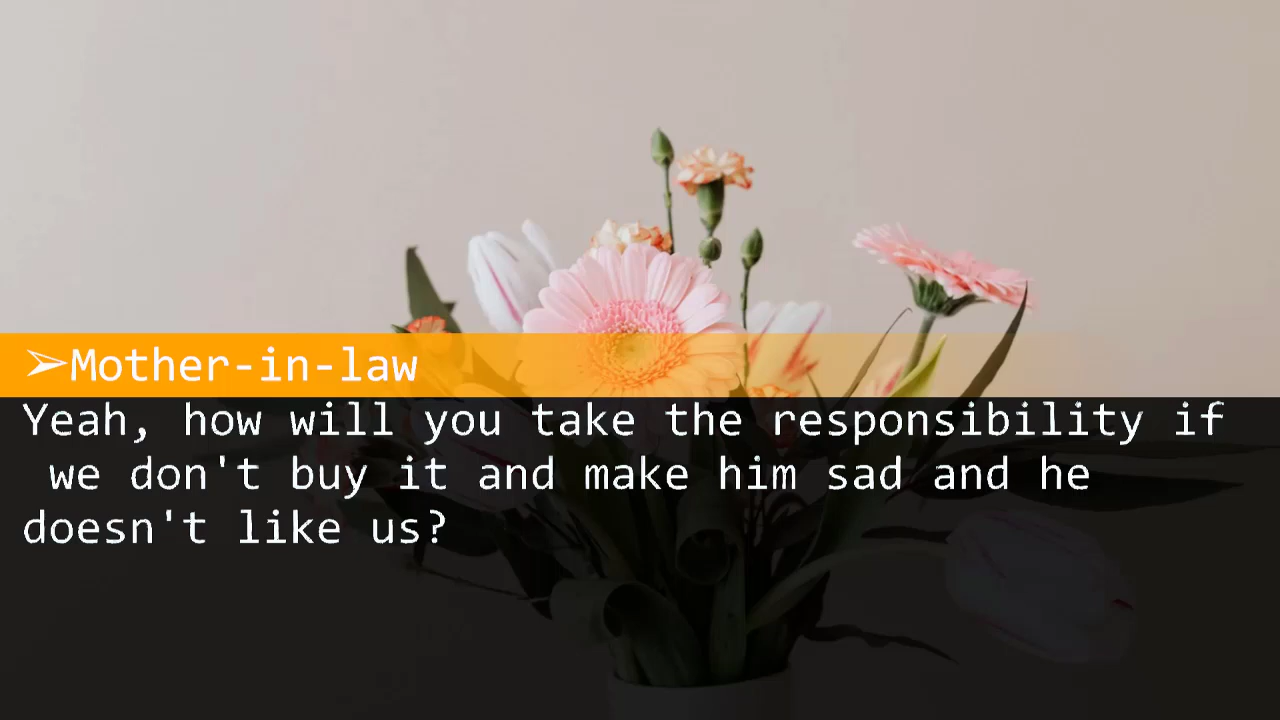 ➢Mother-in-law
Yeah, how will you take the responsibility if
we don't buy it and make him sad and he
doesn't like us?